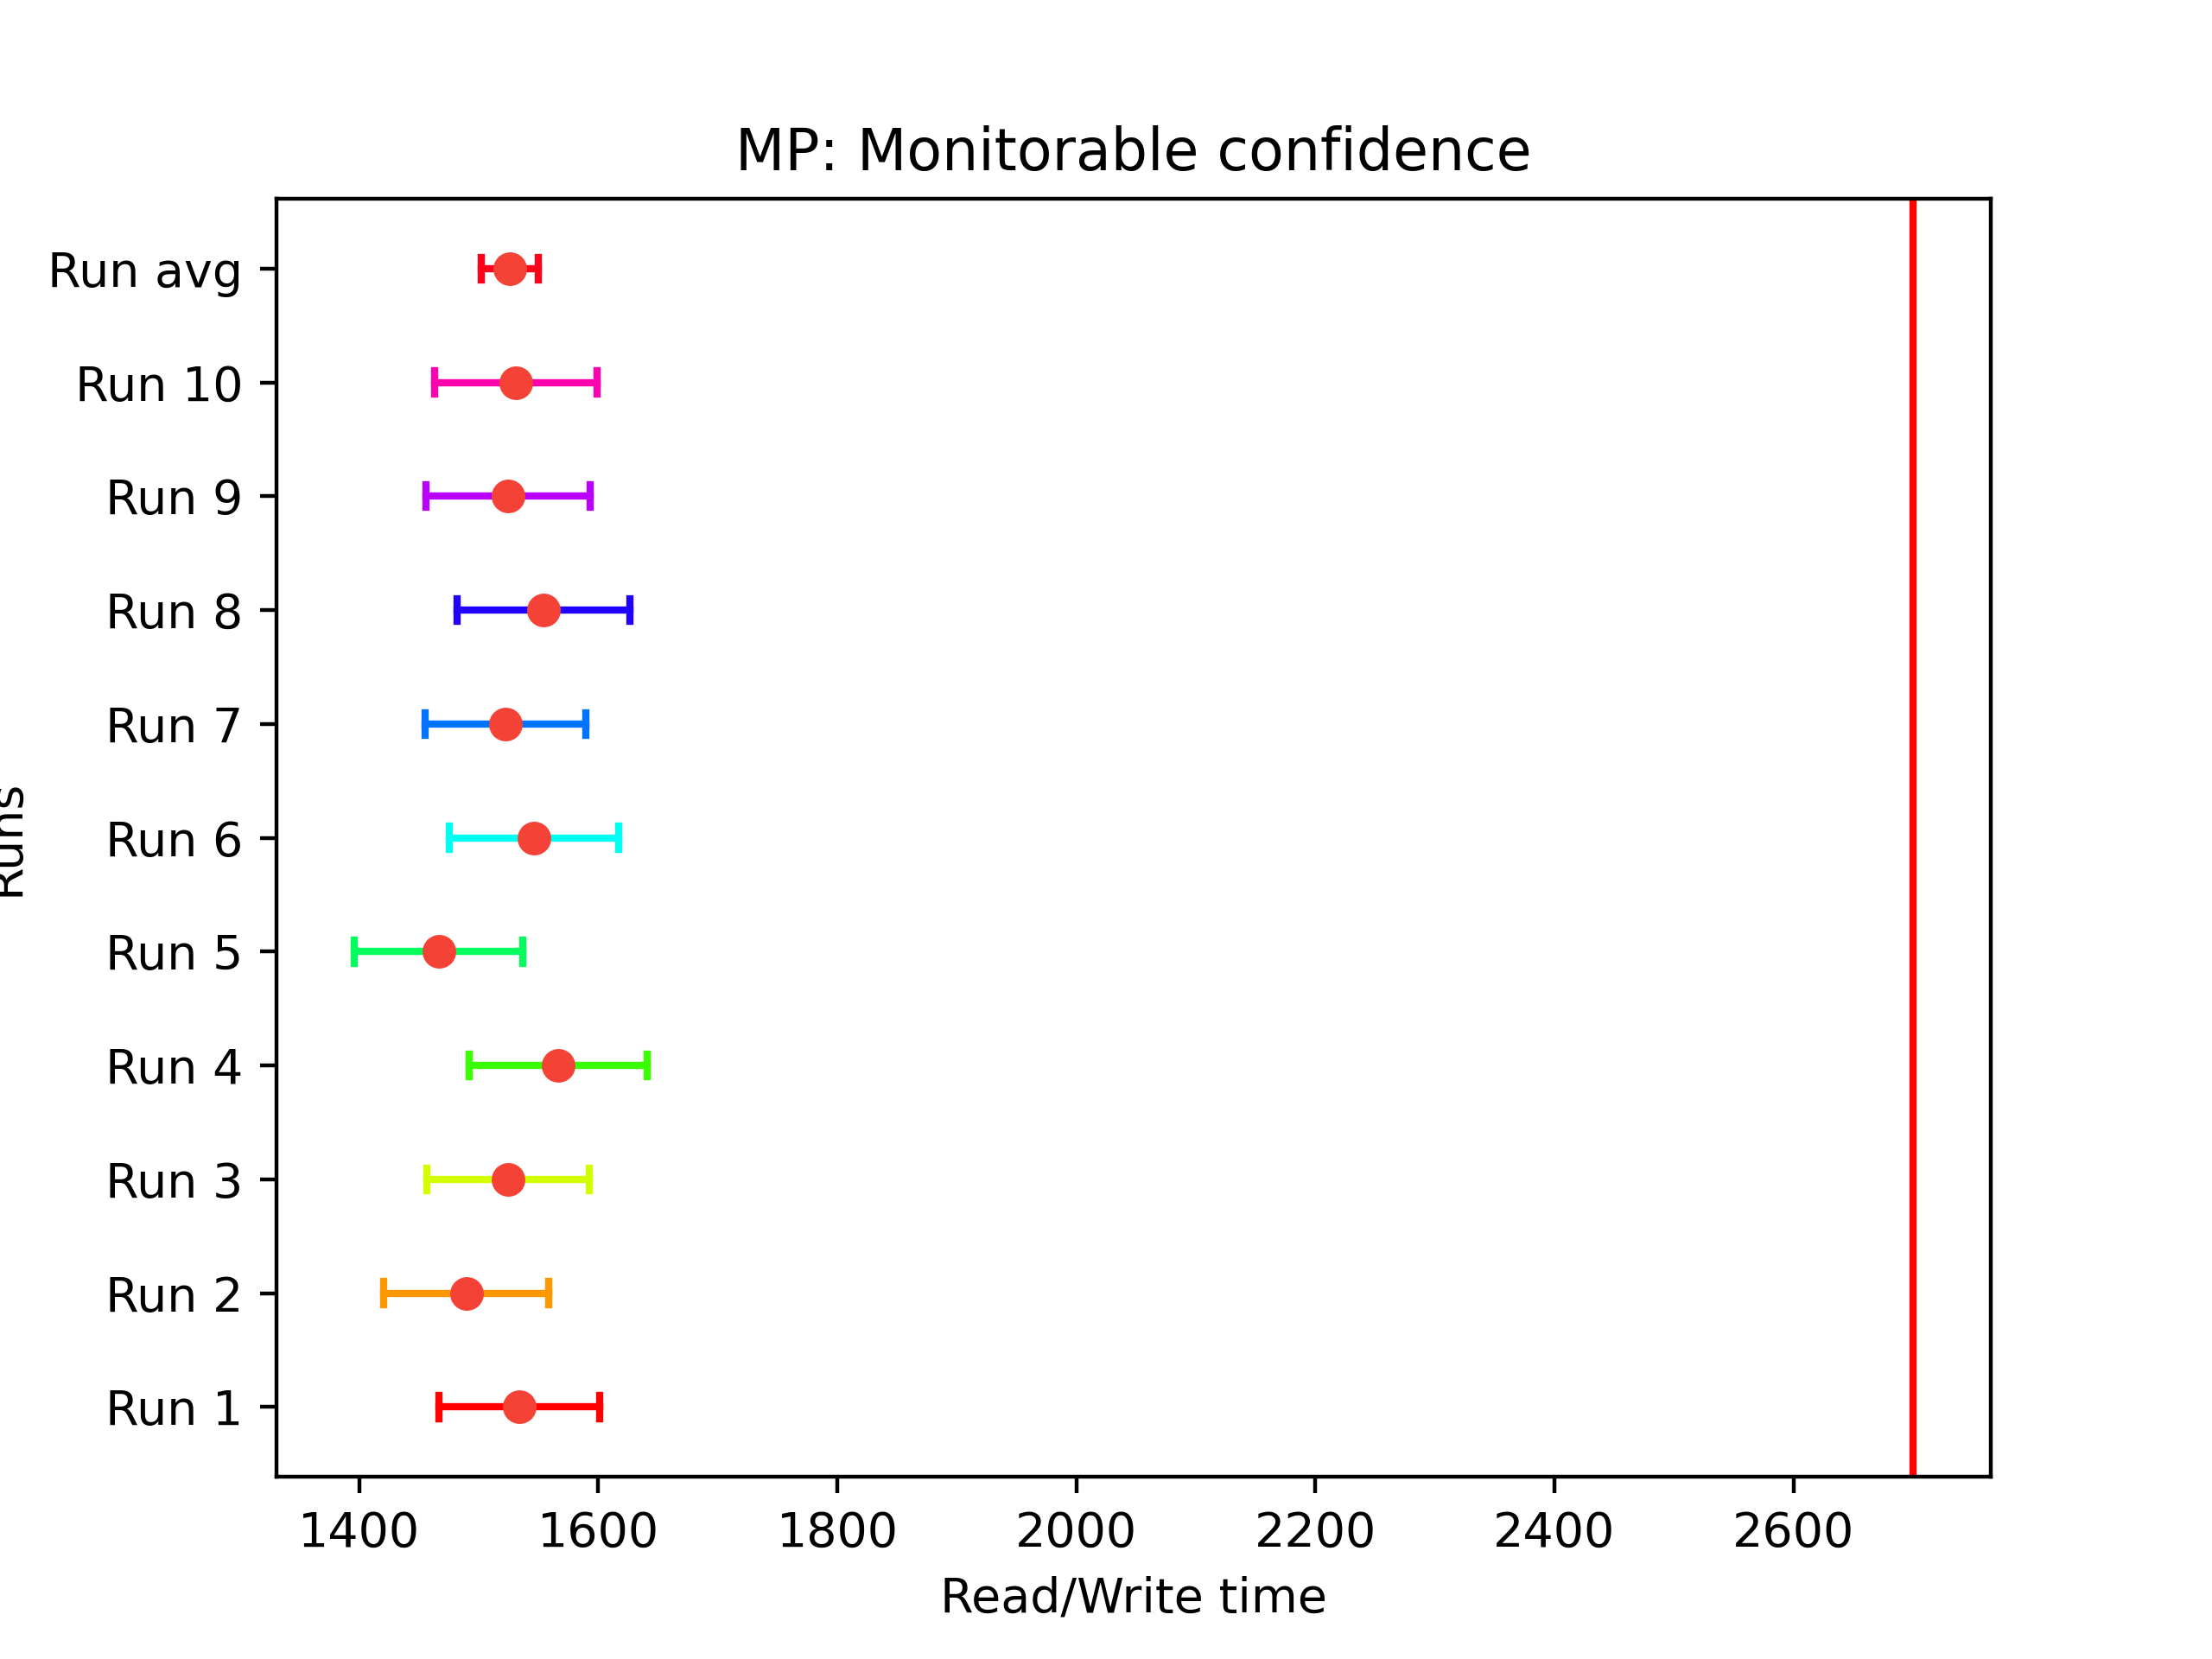 MP: Monitorable confidence
Run avg
Run 10
Run 9
Run 8
Run 7
Run 6
Runs
Run 5
Run 4
Run 3
Run 2
Run 1
1400 1600 1800 2000 2200 2400 2600
Read/Write time